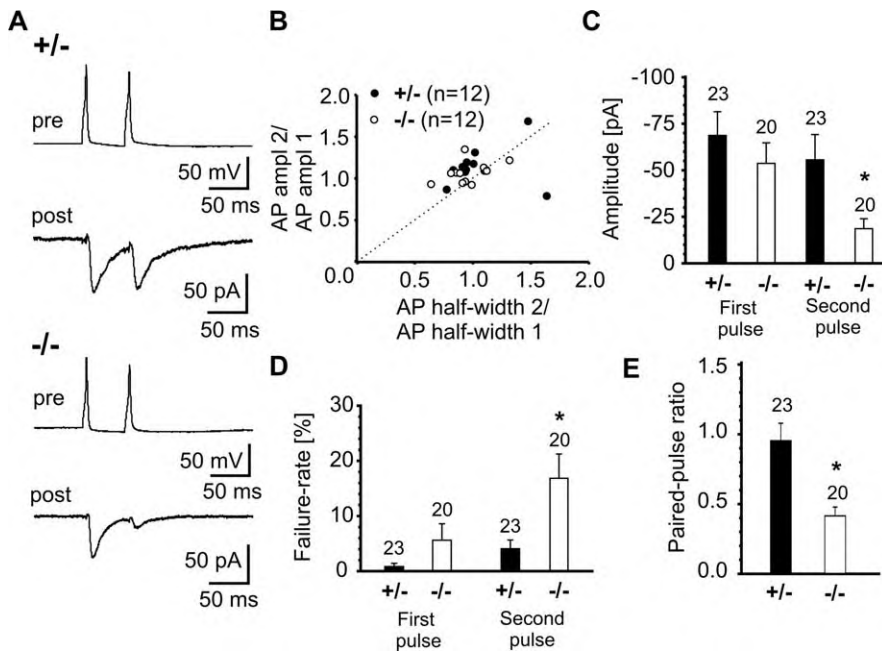 A
+/-
pre
50 mV
50 ms
post
50 pA
50 ms
-/-
pre
50 mV
50 ms
post
50 pA
50 ms
B
+/- (n=12)
-/- (n=12)
AP ampl 2/
AP ampl 1
2.0
1.5
1.0
0.5
0.0
0.5
1.0
1.5
2.0
AP half-width 2/
AP half-width 1
C
Amplitude [pA]
-100
-75
-50
-25
0
23
20
23
*
20
+/-
-/-
+/-
-/-
First
pulse
Second
pulse
D
Failure-rate [%]
30
20
10
0
23
20
23
*
20
+/-
-/-
+/-
-/-
First
pulse
Second
pulse
E
Paired-pulse ratio
1.5
1.0
0.5
0.0
23
*
20
+/-
-/-